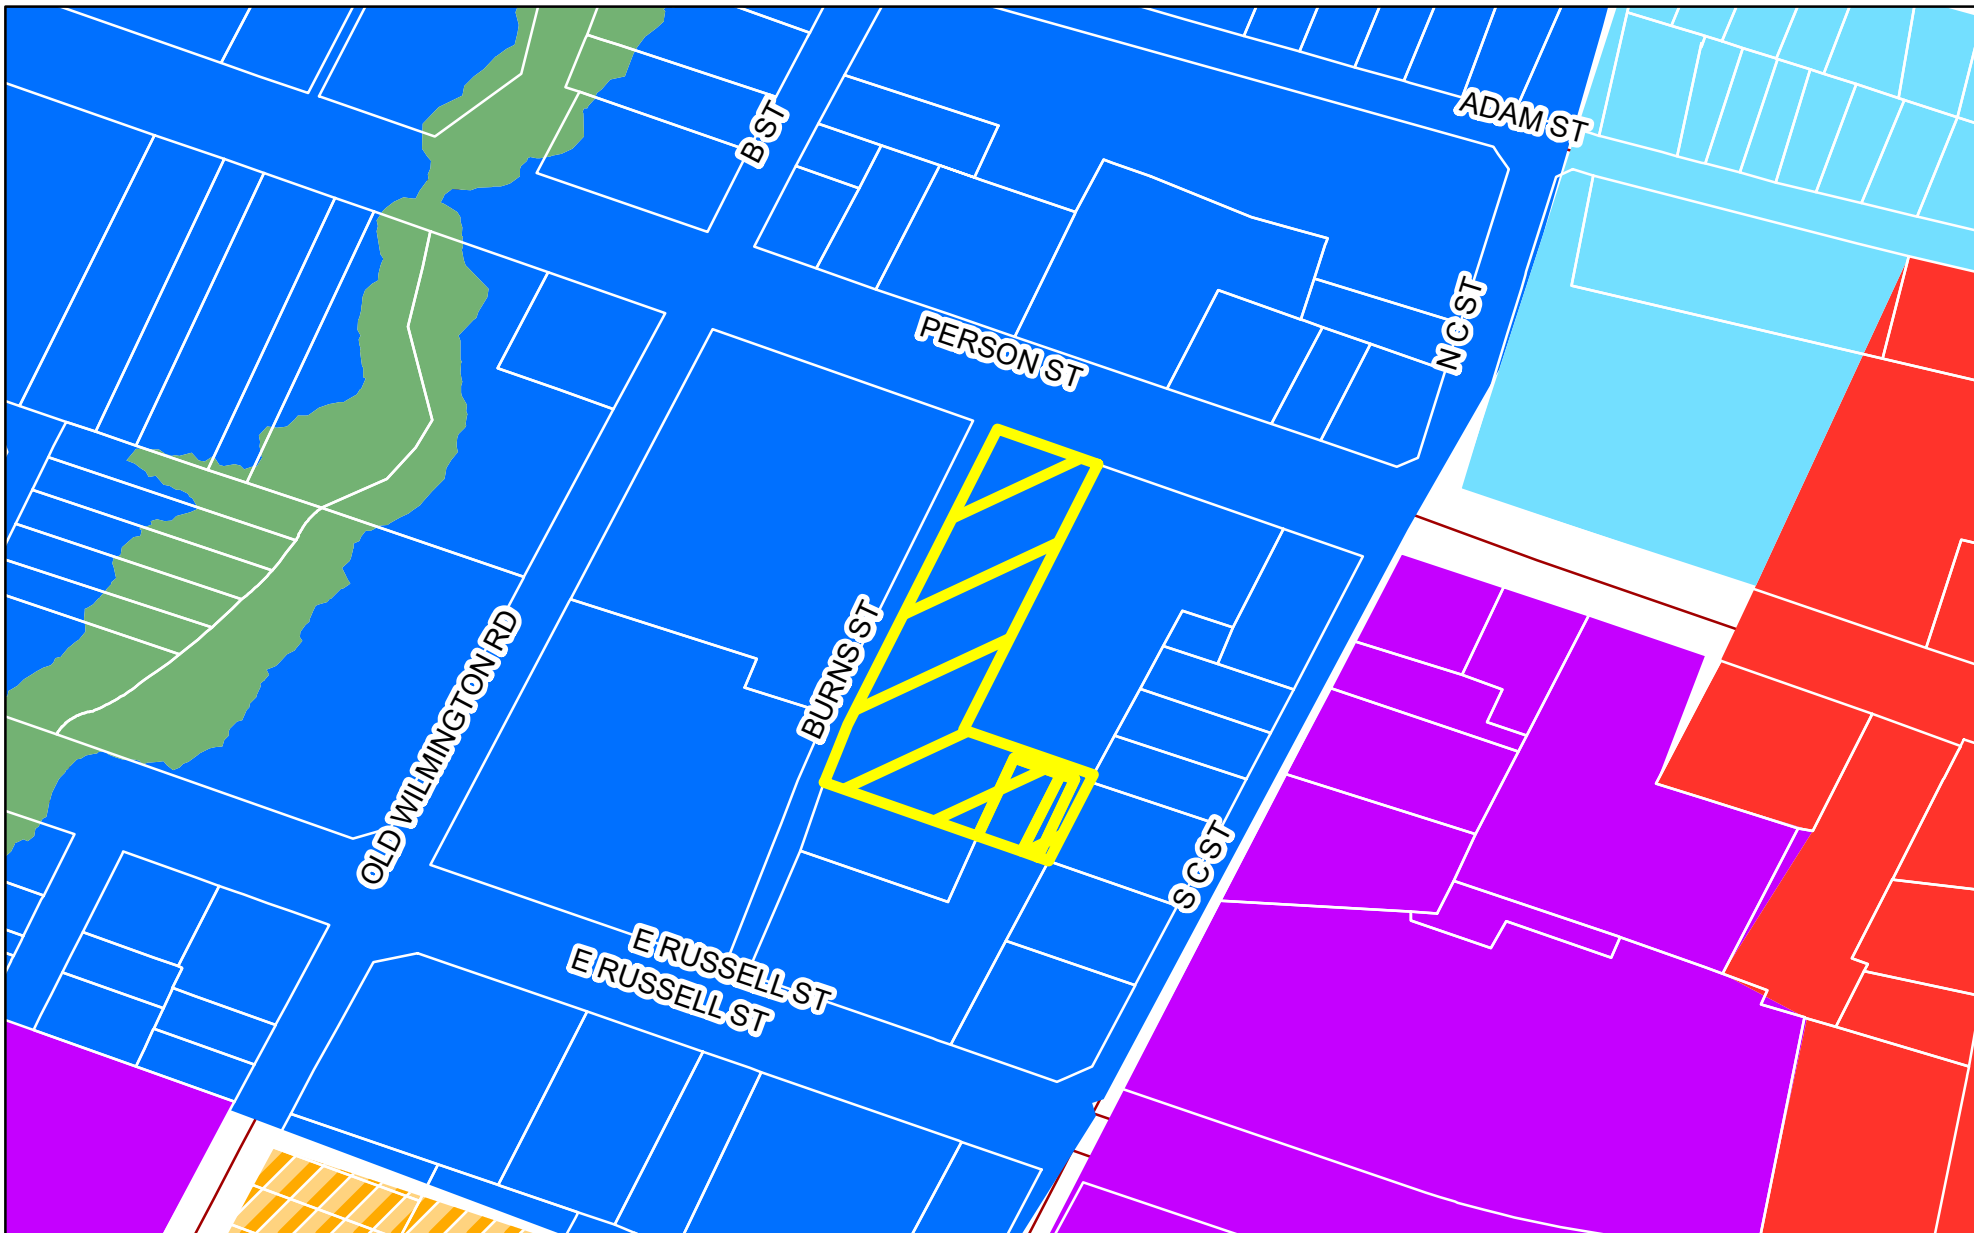 ADAM ST
B ST
N C ST
PERSON ST
BURNS ST
OLD WILMINGTON RD
S C ST
E RUSSELL ST
E RUSSELL ST